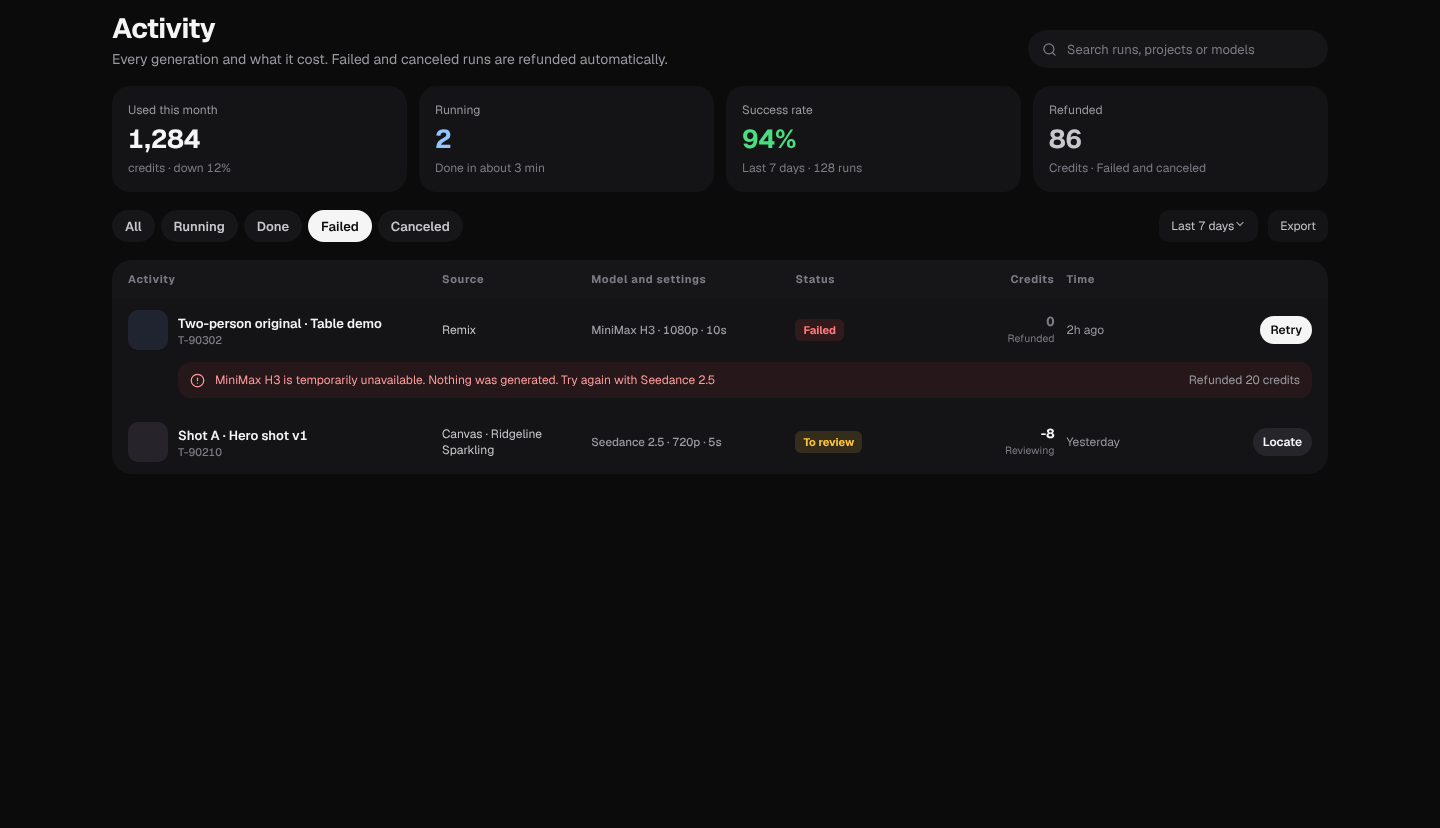 Activity
Every generation and what it cost. Failed and canceled runs are refunded automatically.
Search runs, projects or models
Used this month
1,284
credits · down 12%
Running
2
Done in about 3 min
Success rate
94%
Last 7 days · 128 runs
Refunded
86
Credits · Failed and canceled
All Running Done Failed Canceled
Last 7 days Export
Activity Source Model and settings Status Credits Time
Two-person original · Table demo
T-90302
Remix
MiniMax H3 · 1080p · 10s
Failed
0
Refunded
2h ago
Retry
MiniMax H3 is temporarily unavailable. Nothing was generated. Try again with Seedance 2.5
Refunded 20 credits
Shot A · Hero shot v1
T-90210
Canvas · Ridgeline
Sparkling
Seedance 2.5 · 720p · 5s
To review
-8
Reviewing
Yesterday
Locate